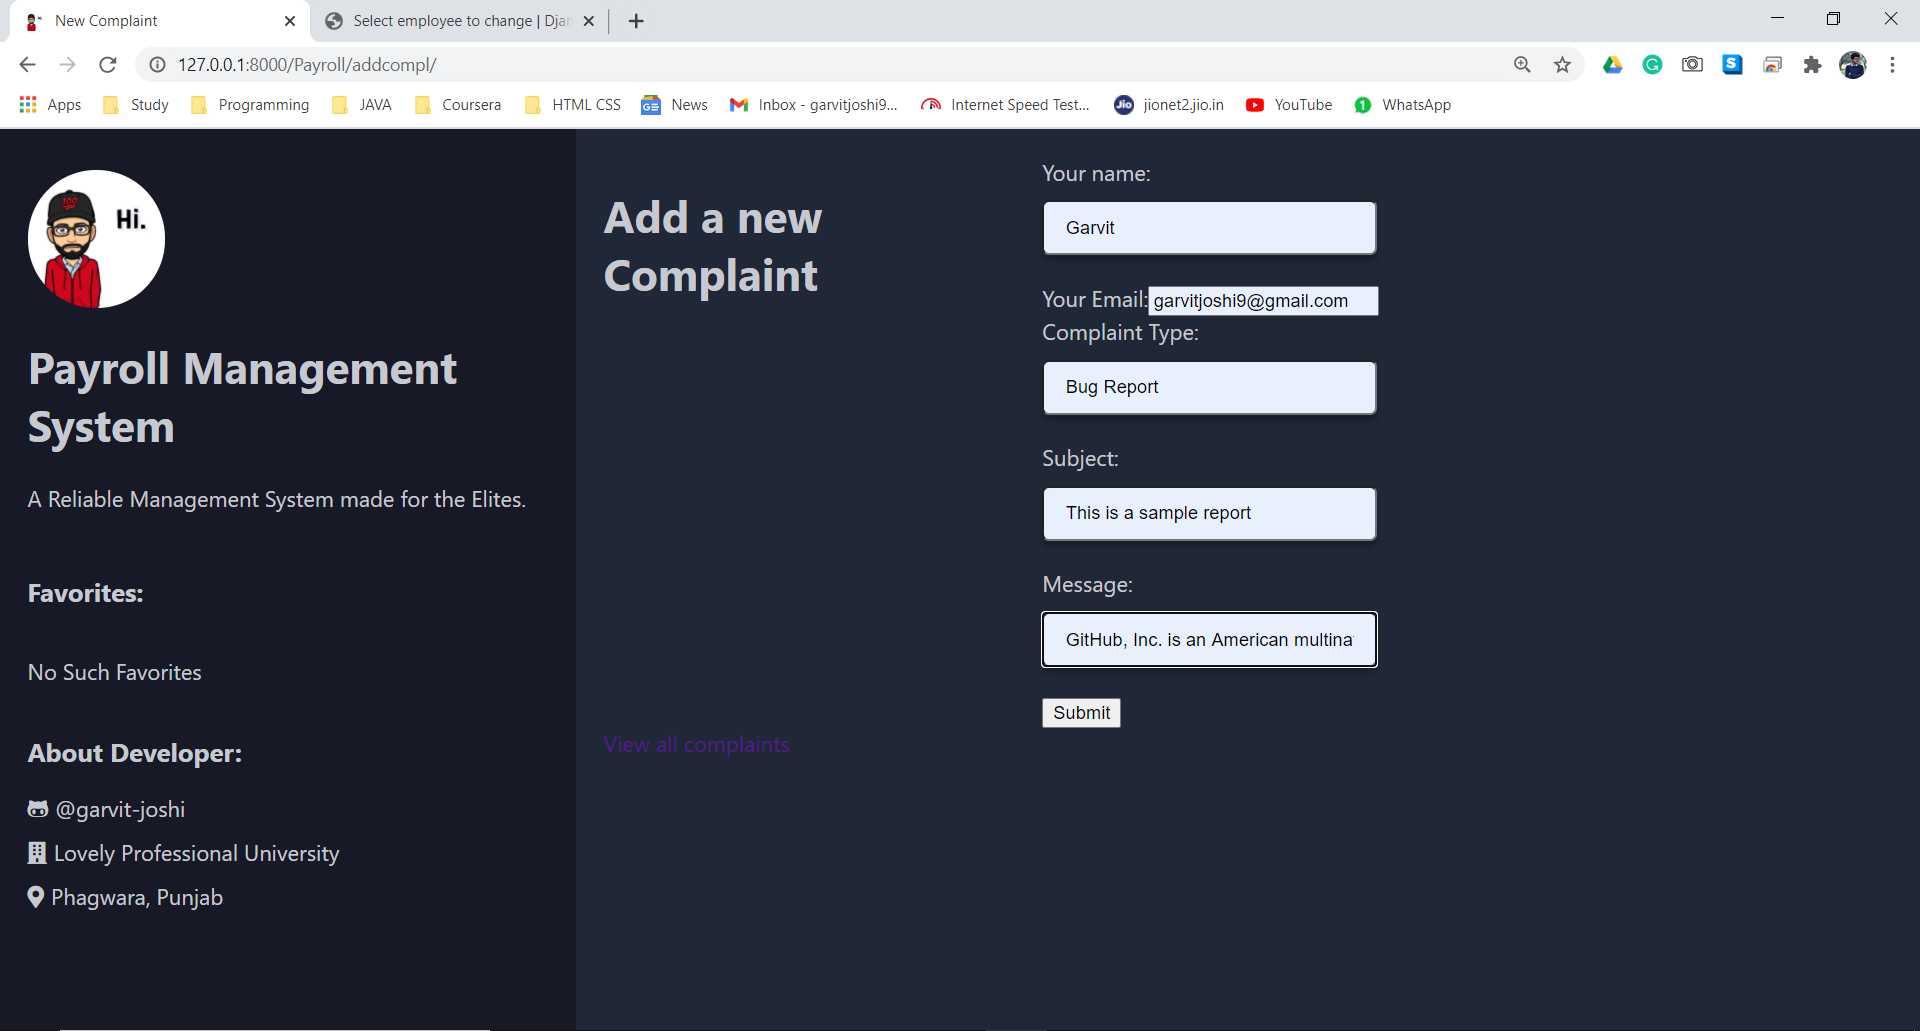 New Complaint
Select employee to change | Djan
127.0.0.1:8000/Payroll/addcompl/
Apps
Study
Programming
JAVA
Coursera
HTML CSS
News
Inbox - garvitjoshi9...
Internet Speed Test...
Jio
jionet2.jio.in
YouTube
1
WhatsApp
100
Hi.
Payroll Management
System
A Reliable Management System made for the Elites.
Favorites:
No Such Favorites
About Developer:
@garvit-joshi
Lovely Professional University
Phagwara, Punjab
Add a new
Complaint
View all complaints
Your name:
Garvit
Your Email: garvitjoshi9@gmail.com
Complaint Type:
Bug Report
Subject:
This is a sample report
Message:
GitHub, Inc. is an American multina
Submit